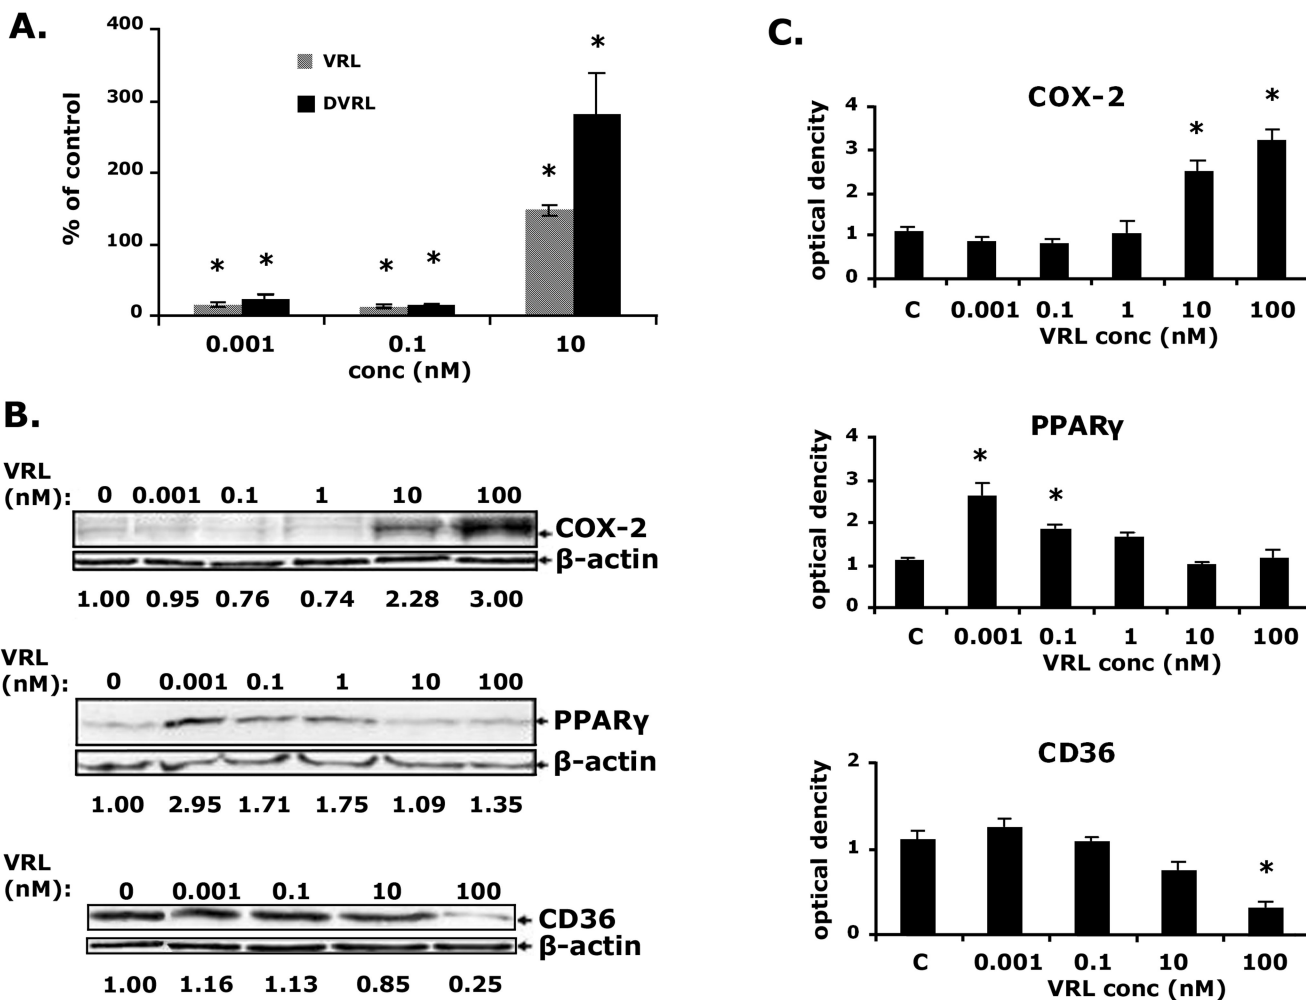 A.
400
300
200
100
0
% of control
VRL
DVRL
* * * * * *
0.001 0.1 10
conc (nM)
B.
VRL
(nM): 0 0.001 0.1 1 10 100
COX-2
β-actin
1.00 0.95 0.76 0.74 2.28 3.00
VRL
(nM): 0 0.001 0.1 1 10 100
PPARγ
β-actin
1.00 2.95 1.71 1.75 1.09 1.35
VRL
(nM): 0 0.001 0.1 10 100
CD36
β-actin
1.00 1.16 1.13 0.85 0.25
C.
COX-2
4
3
2
1
0
optical dencity
* *
C 0.001 0.1 1 10 100
VRL conc (nM)
PPARγ
4
3
2
1
0
optical dencity
* *
C 0.001 0.1 1 10 100
VRL conc (nM)
CD36
2
1
0
optical dencity
*
C 0.001 0.1 10 100
VRL conc (nM)